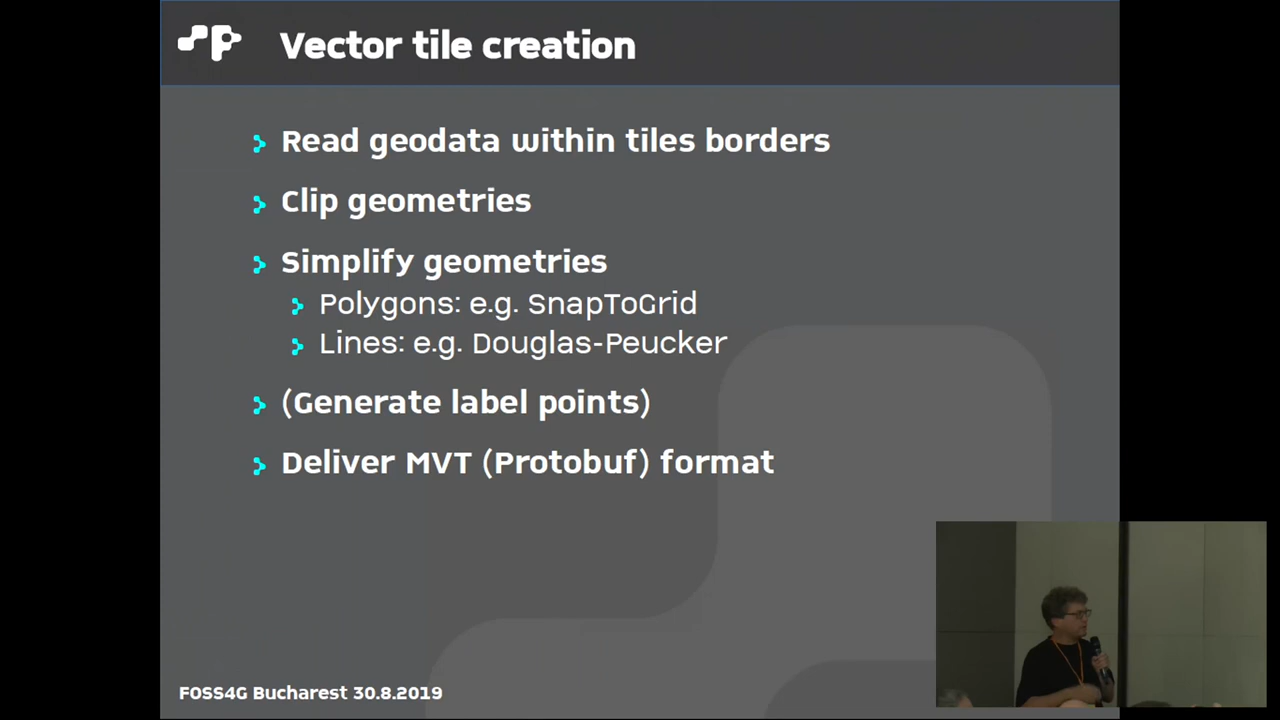 Vector tile creation
Read geodata within tiles borders
Clip geometries
Simplify geometries
Polygons: e.g. SnapToGrid
Lines: e.g. Douglas-Peucker
(Generate label points)
Deliver MVT (Protobuf) format
FOSS4G Bucharest 30.8.2019